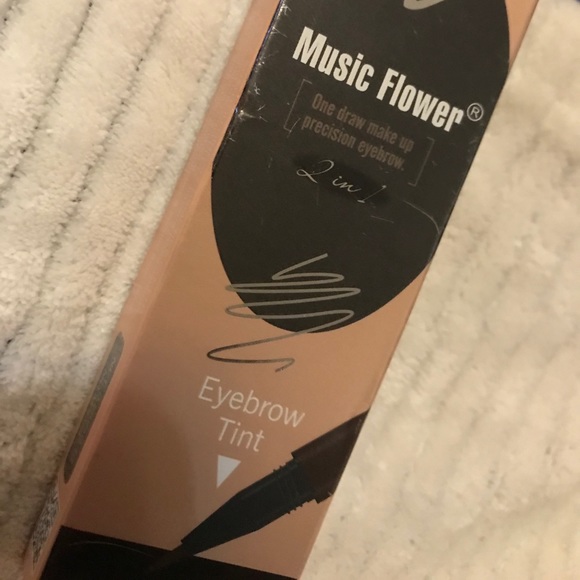 Music Flower®
One draw make up
precision eyebrow.
2 in 1
Eyebrow
Tint